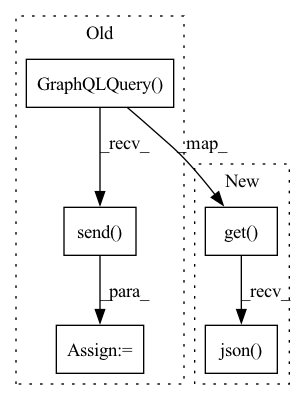 Old
GraphQLQuery()
_recv_
_map_
New
send()
get()
_para_
_recv_
Assign:=
json()